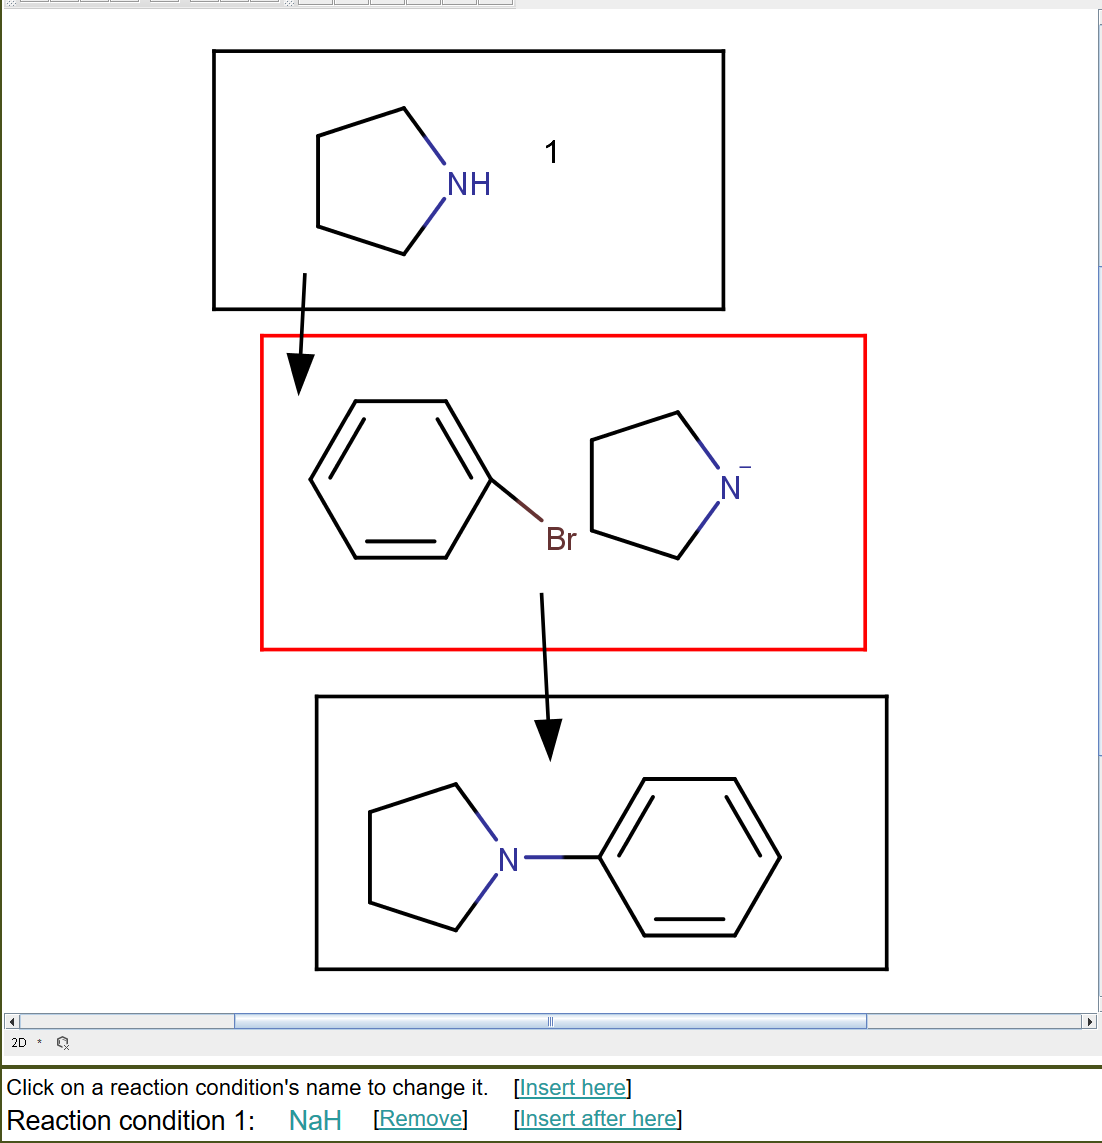 NH
1
Br
N⁻
N
2D *
Click on a reaction condition's name to change it. [Insert here]
Reaction condition 1: NaH [Remove] [Insert after here]